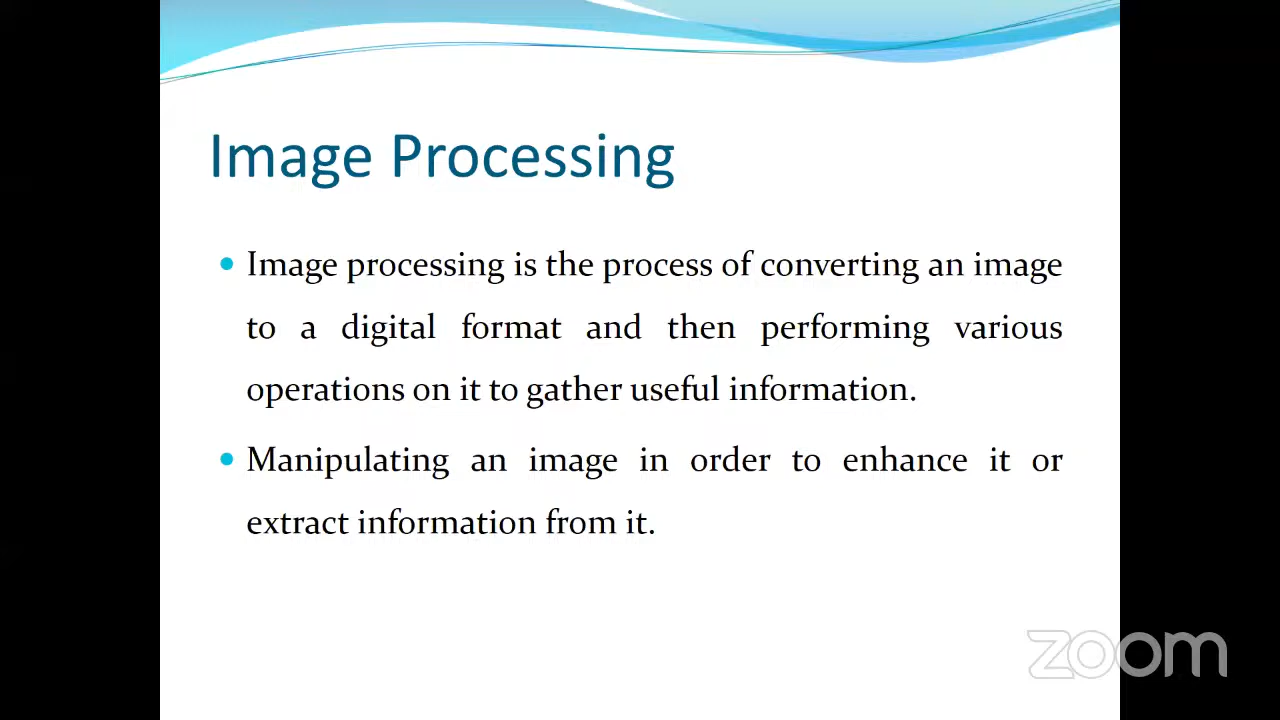 Image Processing
• Image processing is the process of converting an image
to a digital format and then performing various
operations on it to gather useful information.
• Manipulating an image in order to enhance it or
extract information from it.
zoom